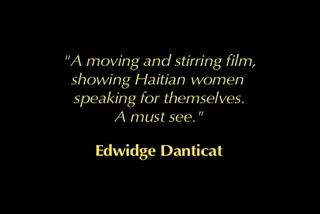 "A moving and stirring film,
showing Haitian women
speaking for themselves.
A must see."
Edwidge Danticat